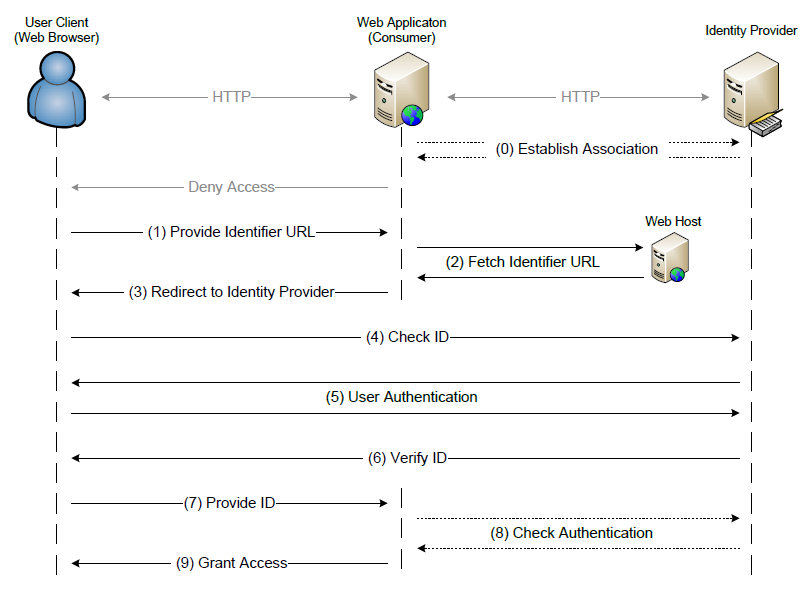 User Client
(Web Browser)
Web Applicaton
(Consumer)
Identity Provider
HTTP
HTTP
(0) Establish Association
Deny Access
(1) Provide Identifier URL
Web Host
(2) Fetch Identifier URL
(3) Redirect to Identity Provider
(4) Check ID
(5) User Authentication
(6) Verify ID
(7) Provide ID
(8) Check Authentication
(9) Grant Access